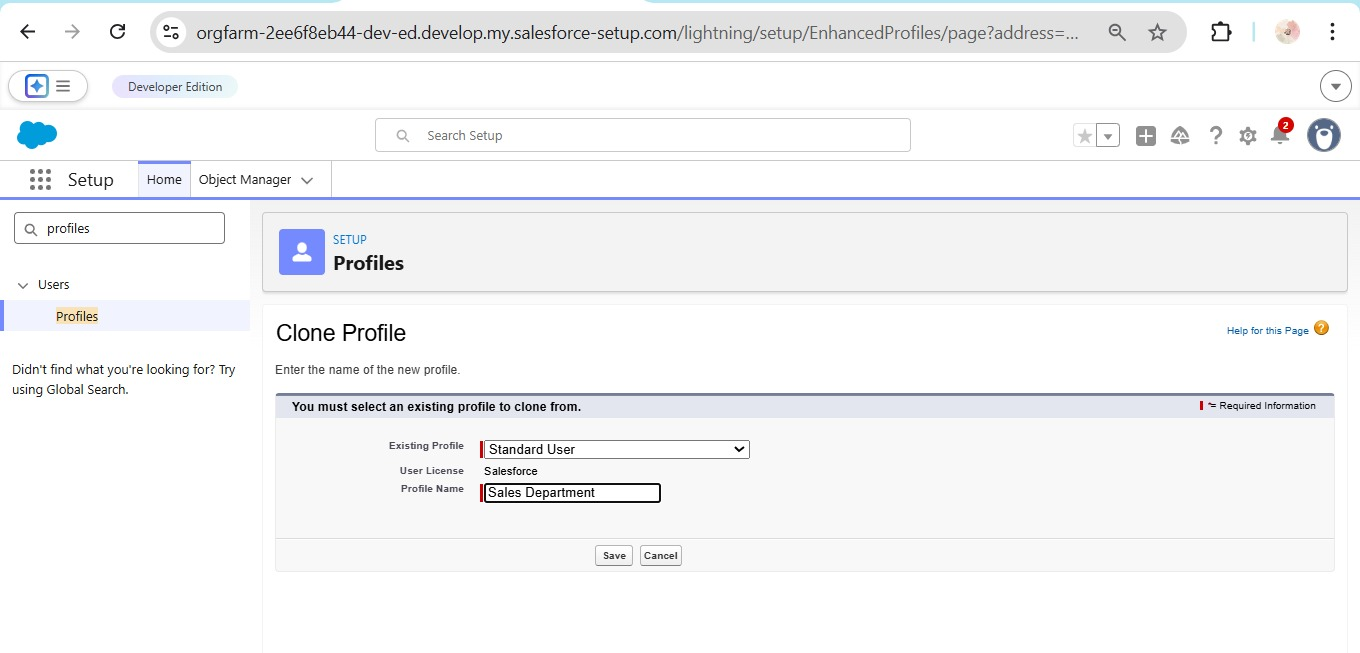 orgfarm-2ee6f8eb44-dev-ed.develop.my.salesforce-setup.com/lightning/setup/EnhancedProfiles/page?address=...
Developer Edition
Search Setup
2
Setup
Home
Object Manager
profiles
Users
Profiles
Didn't find what you're looking for? Try
using Global Search.
SETUP
Profiles
Clone Profile
Help for this Page ?
Enter the name of the new profile.
You must select an existing profile to clone from.
= Required Information
Existing Profile Standard User
User License Salesforce
Profile Name Sales Department
Save Cancel